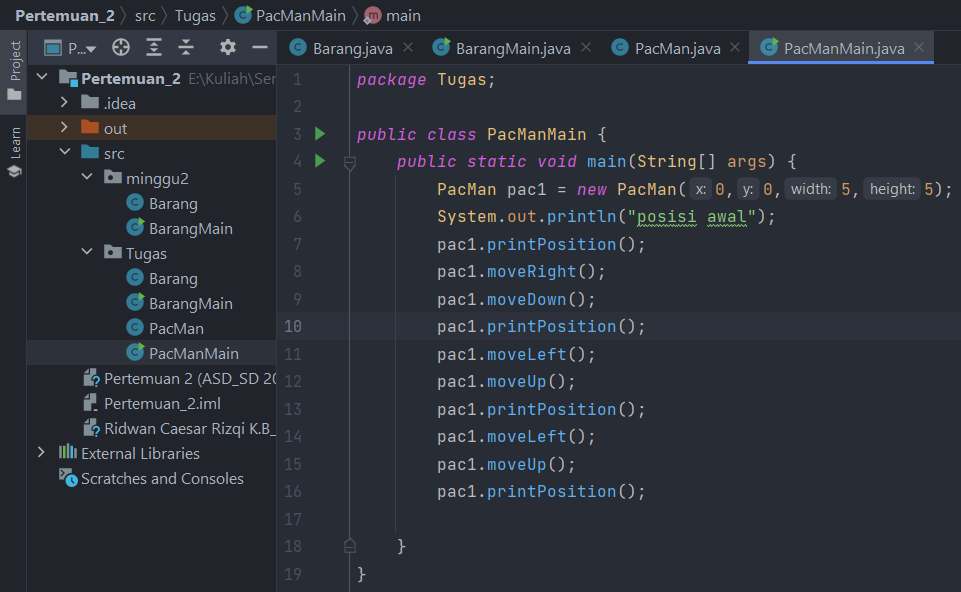 Pertemuan_2 src Tugas PacManMain main
Project
Learn
P...
Pertemuan_2 E:\Kuliah\Ser
.idea
out
src
minggu2
Barang
BarangMain
Tugas
Barang
BarangMain
PacMan
PacManMain
Pertemuan 2 (ASD_SD 20
Pertemuan_2.iml
Ridwan Caesar Rizqi K.B_
External Libraries
Scratches and Consoles
Barang.java BarangMain.java PacMan.java PacManMain.java
1 package Tugas;
2
3 public class PacManMain {
4 public static void main(String[] args) {
5 PacMan pac1 = new PacMan( x: 0, y: 0, width: 5, height: 5);
6 System.out.println("posisi awal");
7 pac1.printPosition();
8 pac1.moveRight();
9 pac1.moveDown();
10 pac1.printPosition();
11 pac1.moveLeft();
12 pac1.moveUp();
13 pac1.printPosition();
14 pac1.moveLeft();
15 pac1.moveUp();
16 pac1.printPosition();
17
18 }
19 }